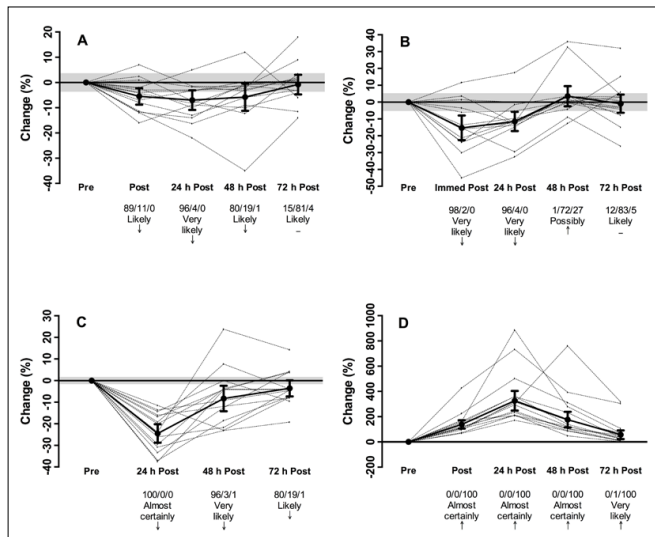 A
Change (%)
20
10
0
-10
-20
-30
-40
Pre
Post
24 h Post
48 h Post
72 h Post
89/11/0
Likely
↓
96/4/0
Very
likely
↓
80/19/1
Likely
↓
15/81/4
Likely
–
B
Change (%)
40
30
20
10
0
-10
-20
-30
-40
-50
Pre
Immed Post
24 h Post
48 h Post
72 h Post
98/2/0
Very
likely
↓
96/4/0
Very
likely
↓
1/72/27
Possibly
↑
12/83/5
Likely
–
C
Change (%)
30
20
10
0
-10
-20
-30
-40
Pre
24 h Post
48 h Post
72 h Post
100/0/0
Almost
certainly
↓
96/3/1
Very
likely
↓
80/19/1
Likely
↓
D
Change (%)
1000
800
600
400
200
0
-200
Pre
Post
24 h Post
48 h Post
72 h Post
0/0/100
Almost
certainly
↑
0/0/100
Almost
certainly
↑
0/0/100
Almost
certainly
↑
0/1/100
Very
likely
↑